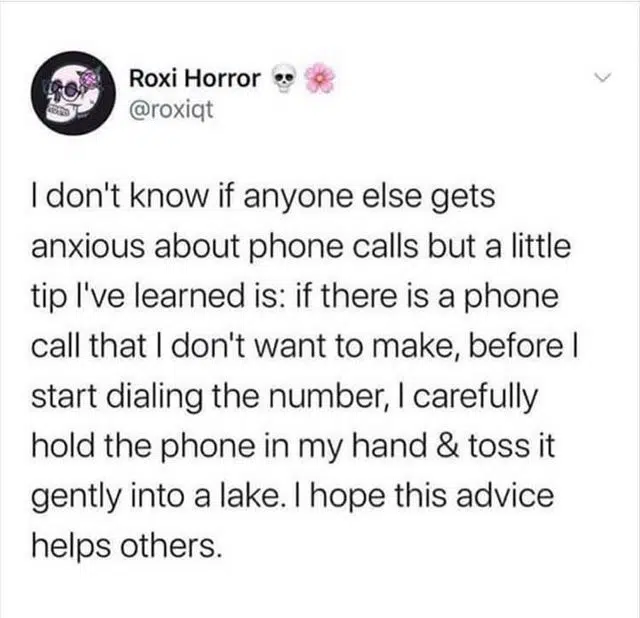 Roxi Horror 💀🌸
@roxiqt
I don't know if anyone else gets
anxious about phone calls but a little
tip I've learned is: if there is a phone
call that I don't want to make, before I
start dialing the number, I carefully
hold the phone in my hand & toss it
gently into a lake. I hope this advice
helps others.